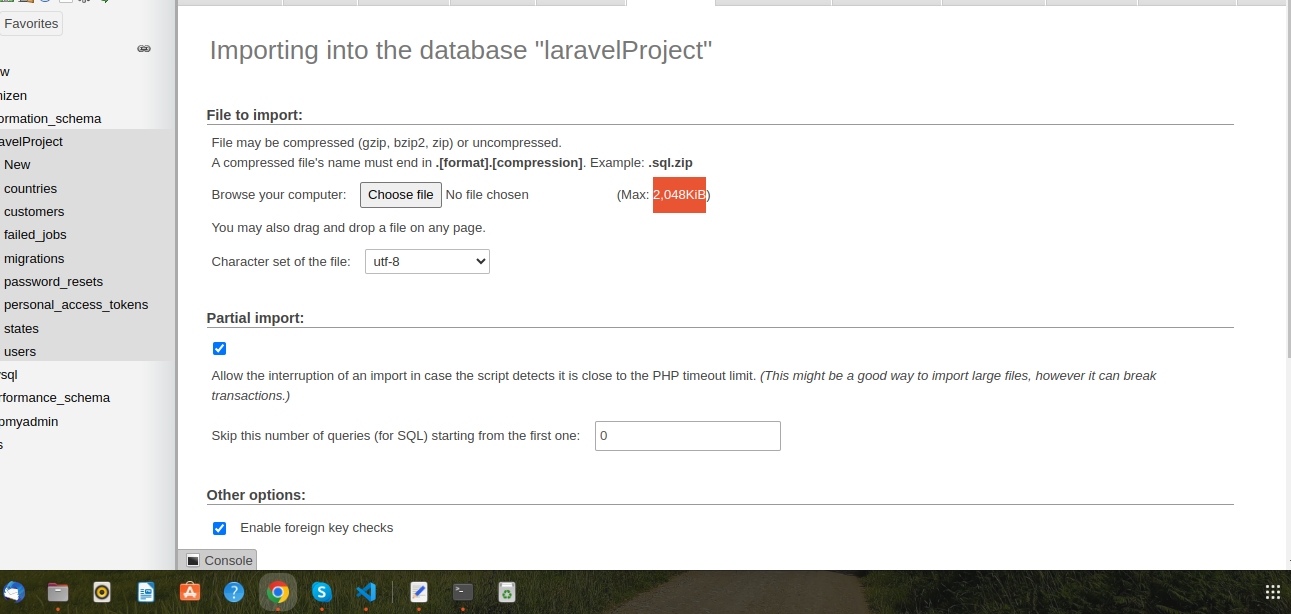 Favorites
w
nizen
ormation_schema
avelProject
New
countries
customers
failed_jobs
migrations
password_resets
personal_access_tokens
states
users
sql
rformance_schema
pmyadmin
s
Importing into the database "laravelProject"
File to import:
File may be compressed (gzip, bzip2, zip) or uncompressed.
A compressed file's name must end in .[format].[compression]. Example: .sql.zip
Browse your computer: Choose file No file chosen (Max: 2,048KiB)
You may also drag and drop a file on any page.
Character set of the file: utf-8
Partial import:
Allow the interruption of an import in case the script detects it is close to the PHP timeout limit. (This might be a good way to import large files, however it can break
transactions.)
Skip this number of queries (for SQL) starting from the first one: 0
Other options:
Enable foreign key checks
Console